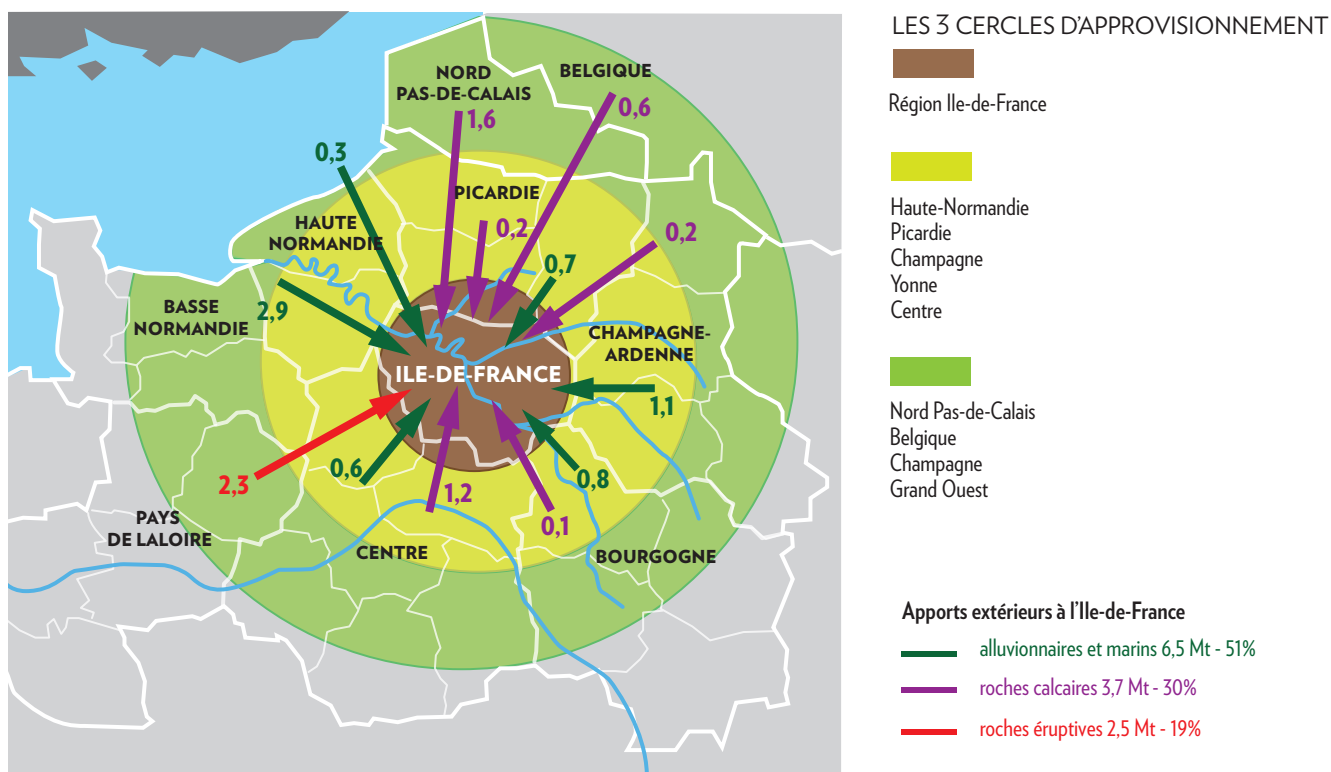 NORD
PAS-DE-CALAIS
BELGIQUE
1,6
0,6
0,3
PICARDIE
HAUTE
NORMANDIE
0,2
0,2
0,7
BASSE
NORMANDIE
2,9
CHAMPAGNE-
ARDENNE
ILE-DE-FRANCE
1,1
0,6
2,3
1,2
0,8
0,1
PAYS
DE LALOIRE
CENTRE
BOURGOGNE
LES 3 CERCLES D'APPROVISIONNEMENT
Région Ile-de-France
Haute-Normandie
Picardie
Champagne
Yonne
Centre
Nord Pas-de-Calais
Belgique
Champagne
Grand Ouest
Apports extérieurs à l'Ile-de-France
alluvionnaires et marins 6,5 Mt - 51%
roches calcaires 3,7 Mt - 30%
roches éruptives 2,5 Mt - 19%